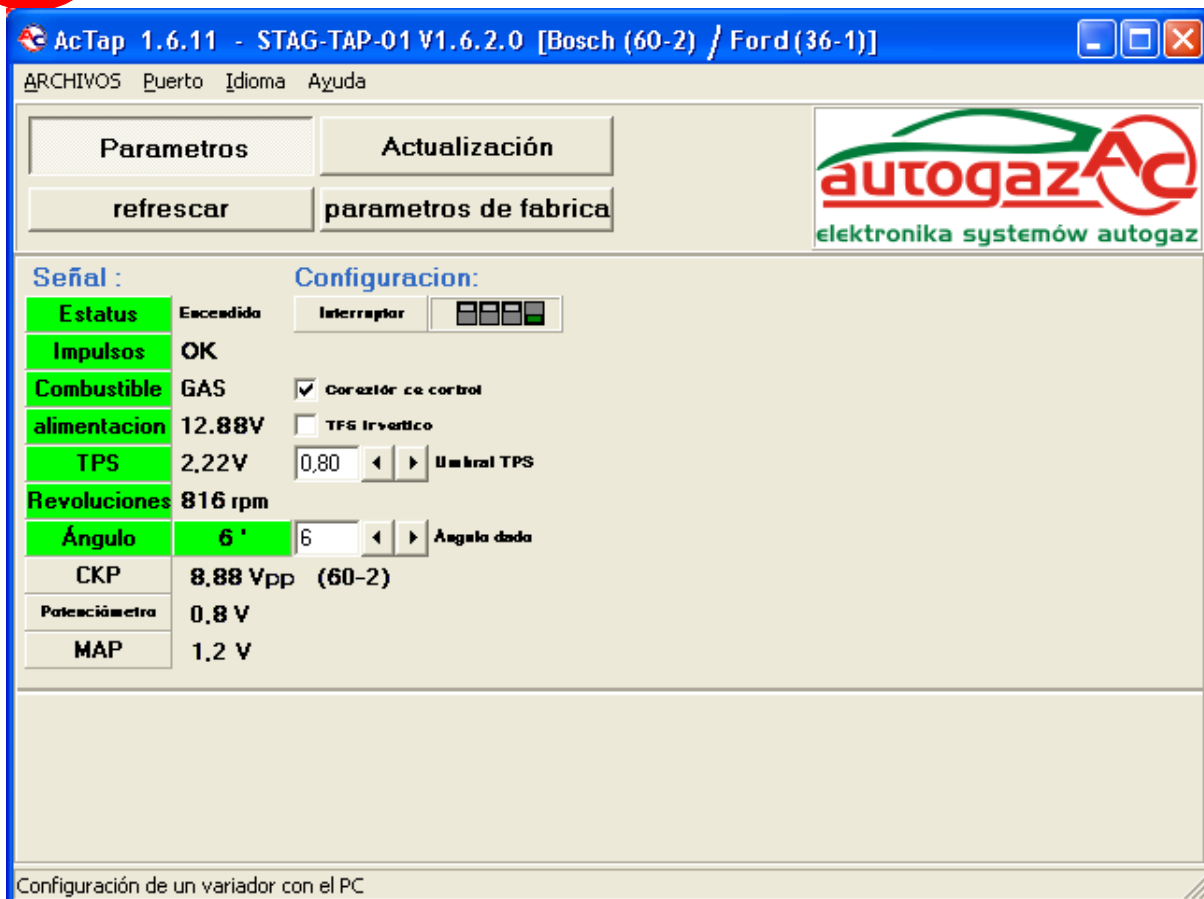 AcTap 1.6.11 - STAG-TAP-01 V1.6.2.0 [Bosch (60-2) / Ford (36-1)]
ARCHIVOS Puerto Idioma Ayuda
Parametros Actualización
refrescar parametros de fabrica
autogaz AC
elektronika systemów autogaz
Señal : Configuracion:
Estatus Encendido Interruptor
Impulsos OK
Combustible GAS Conexión de control
alimentacion 12.88V TPS Invertido
TPS 2,22V 0,80 Umbral TPS
Revoluciones 816 rpm
Ángulo 6 ' 6 Ángulo dado
CKP 8,88 Vpp (60-2)
Potenciómetro 0,8 V
MAP 1,2 V
Configuración de un variador con el PC